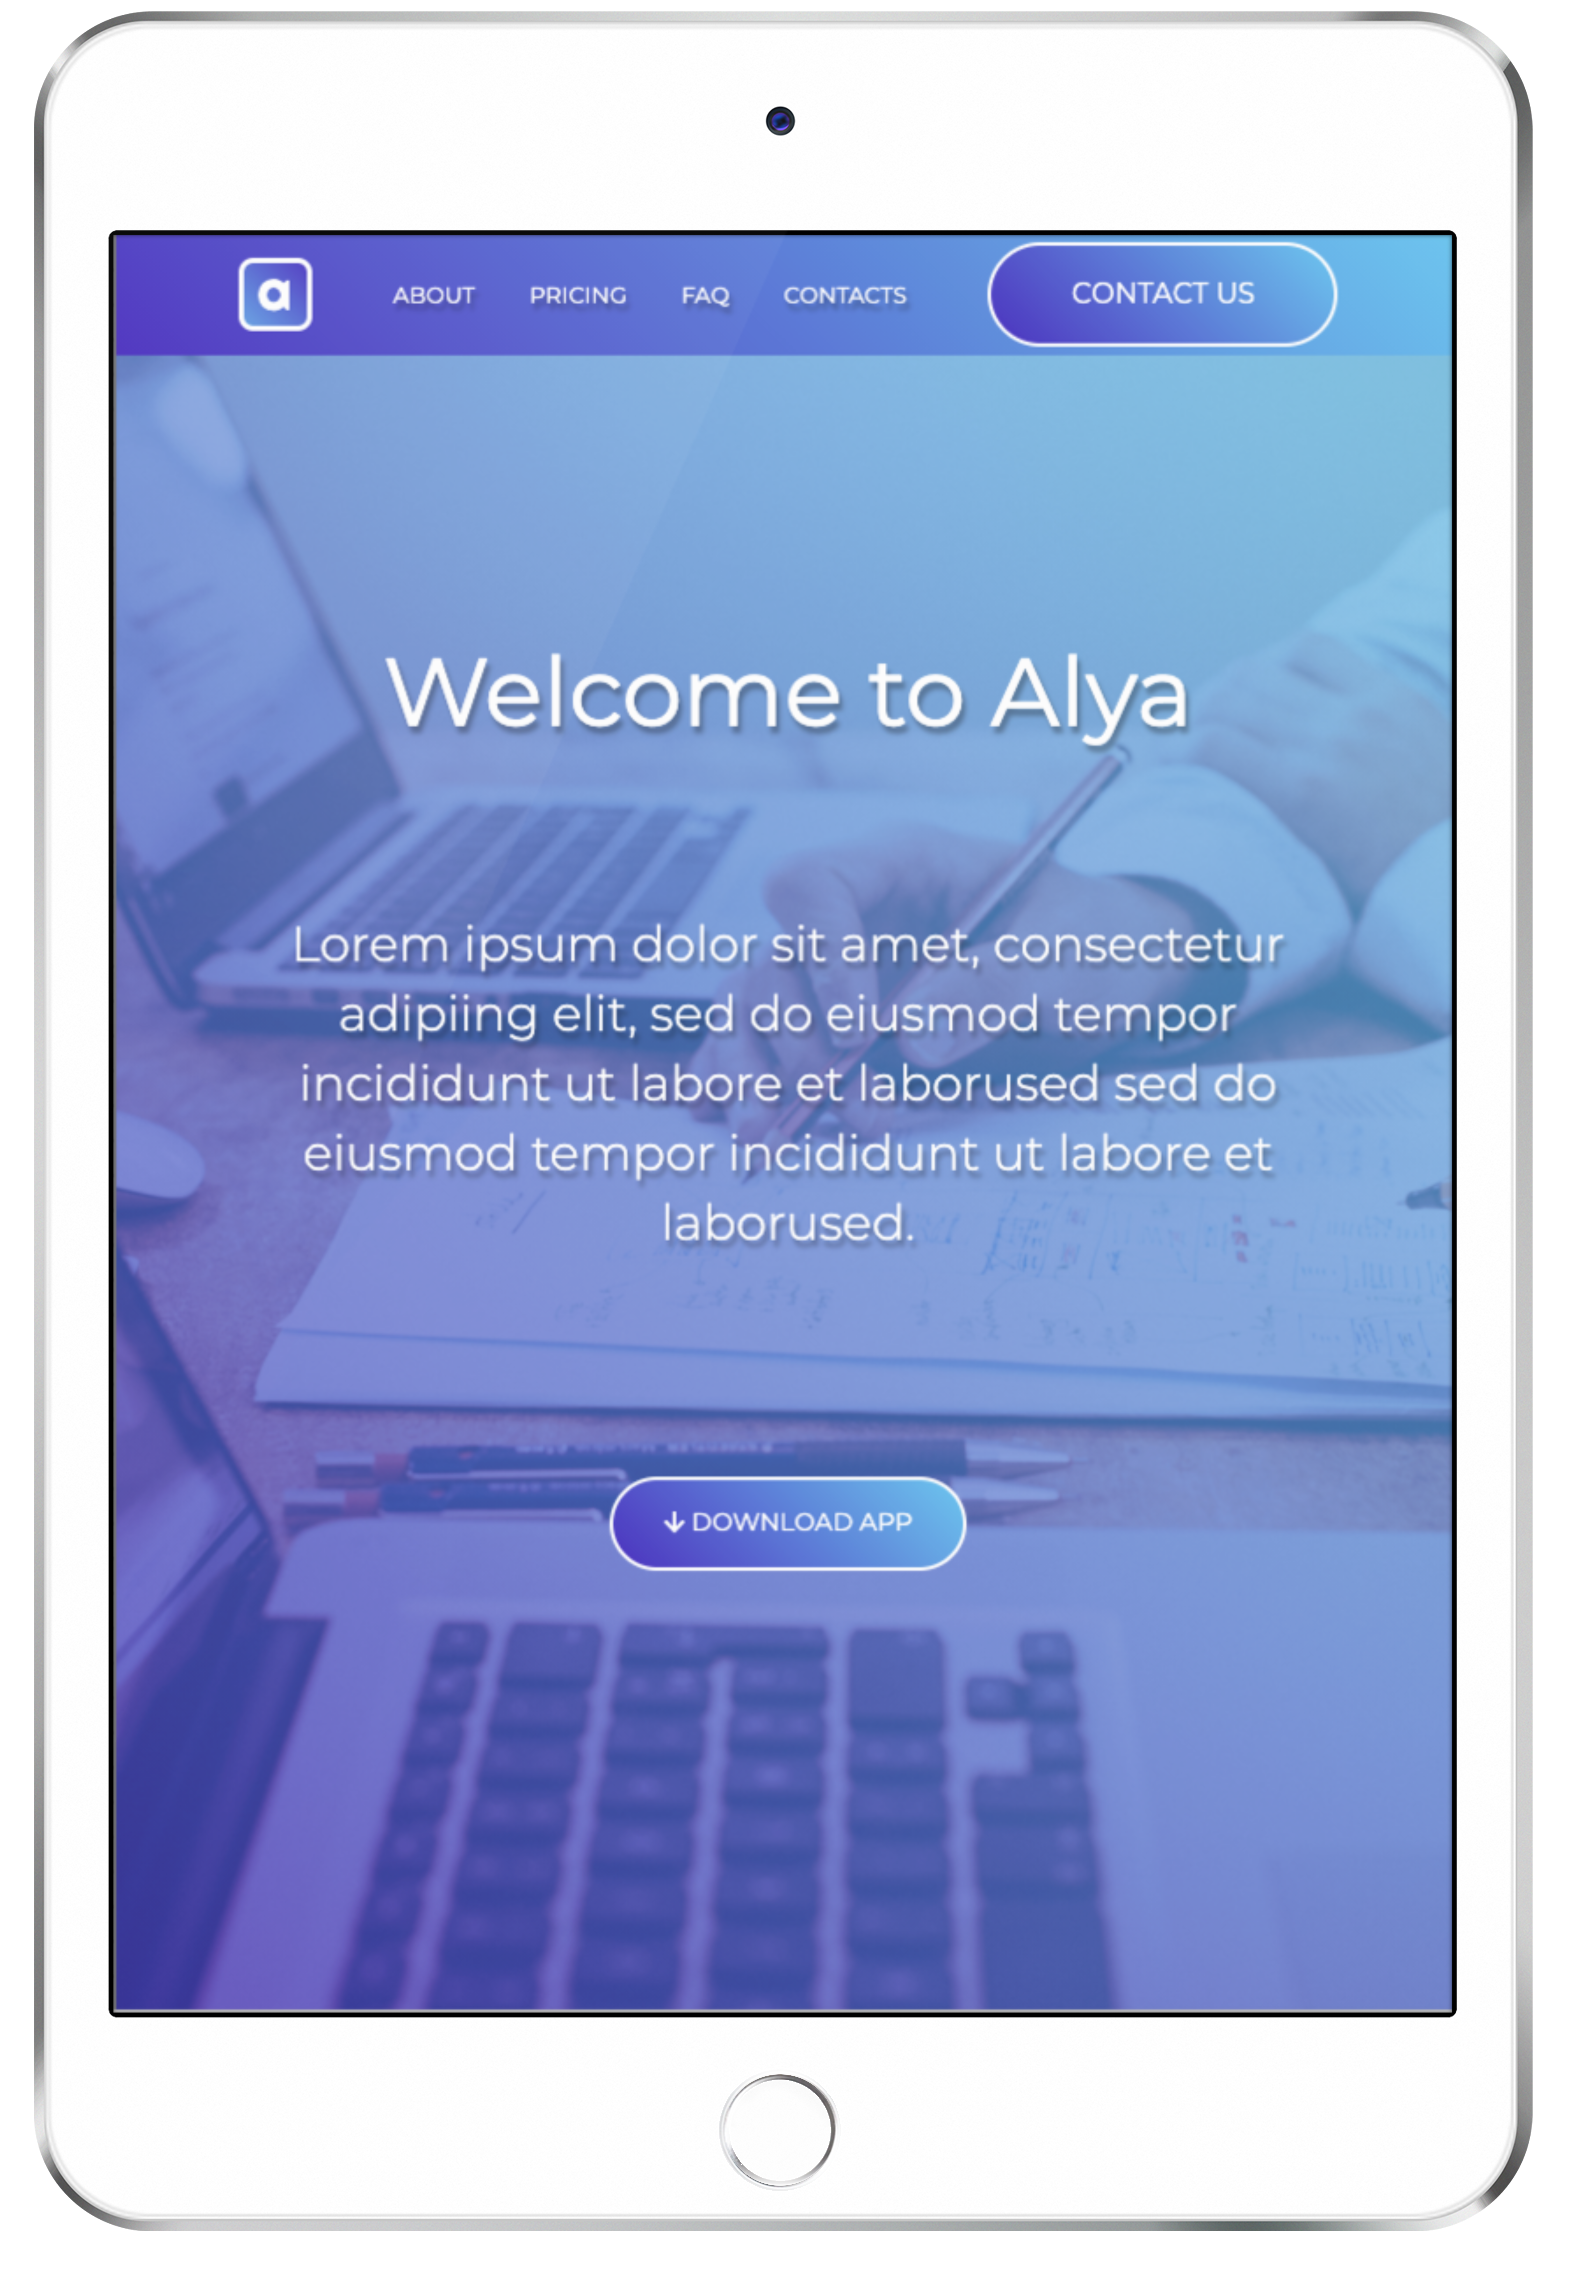 a
ABOUT PRICING FAQ CONTACTS CONTACT US
Welcome to Alya
Lorem ipsum dolor sit amet, consectetur
adipiing elit, sed do eiusmod tempor
incididunt ut labore et laborused sed do
eiusmod tempor incididunt ut labore et
laborused.
DOWNLOAD APP